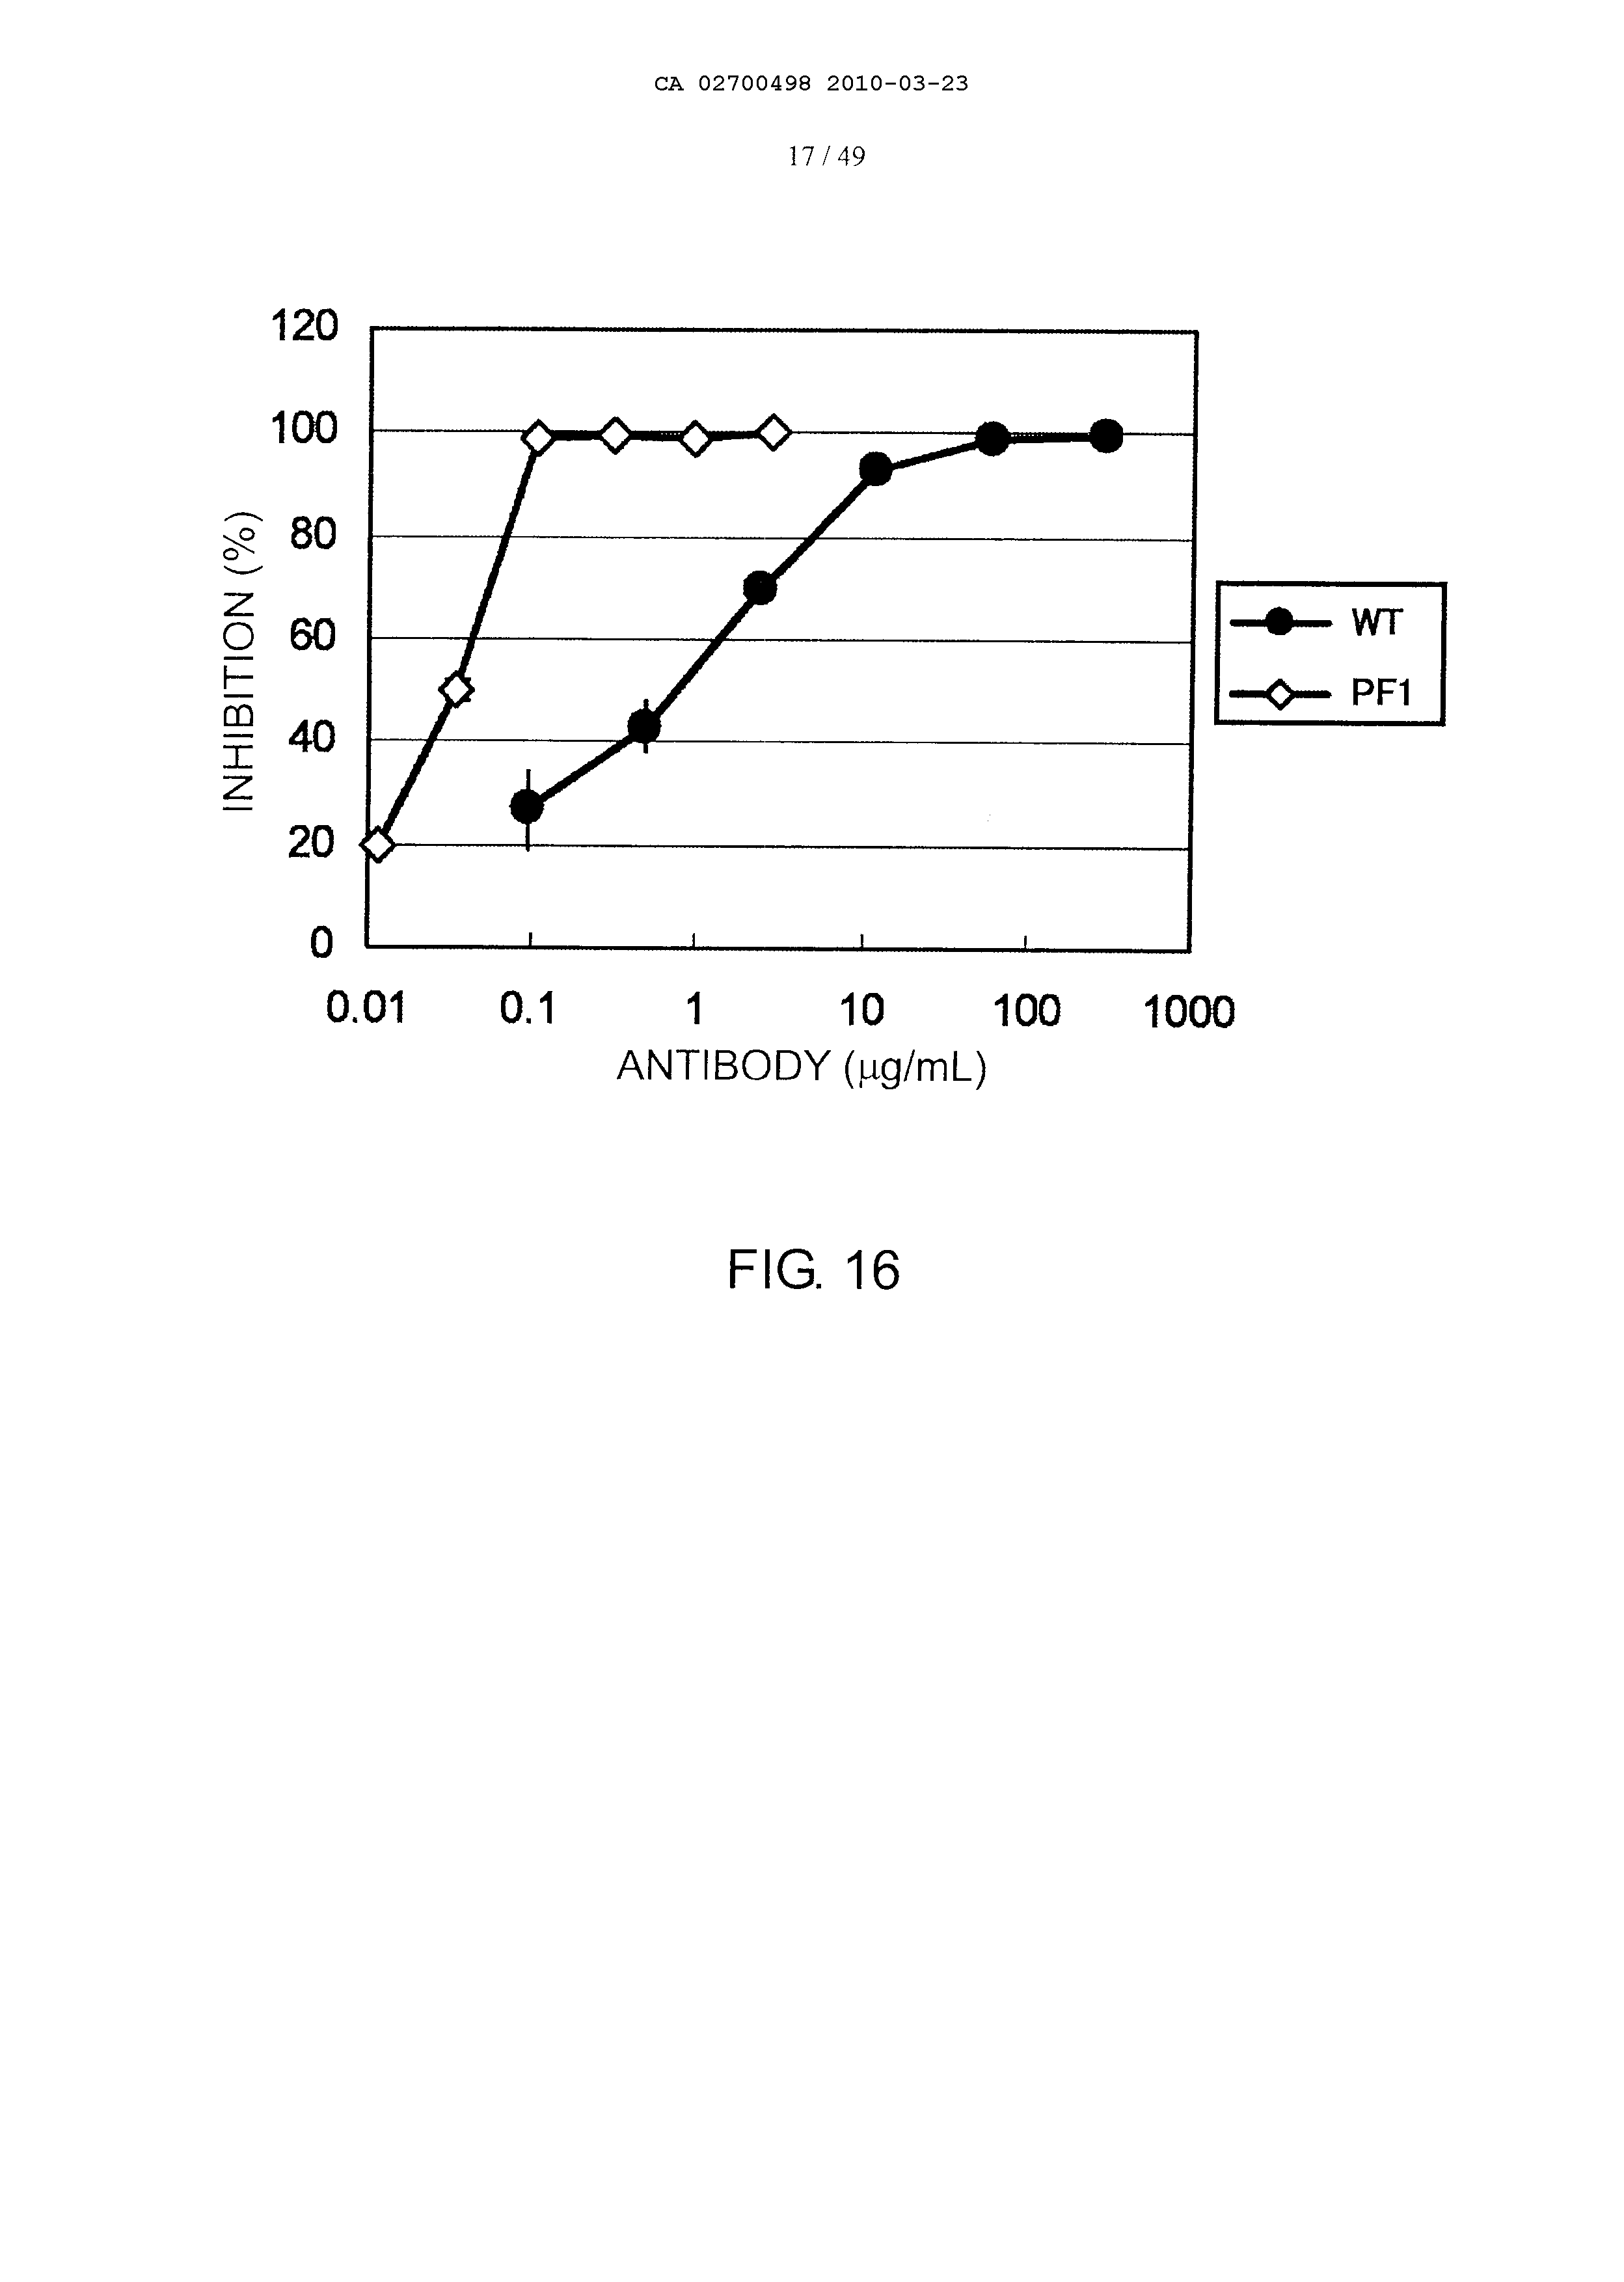 CA 02700498 2010-03-23
17 / 49
120
100
80
60
40
20
0
INHIBITION (%)
0.01 0.1 1 10 100 1000
ANTIBODY (μg/mL)
WT
PF1
FIG. 16